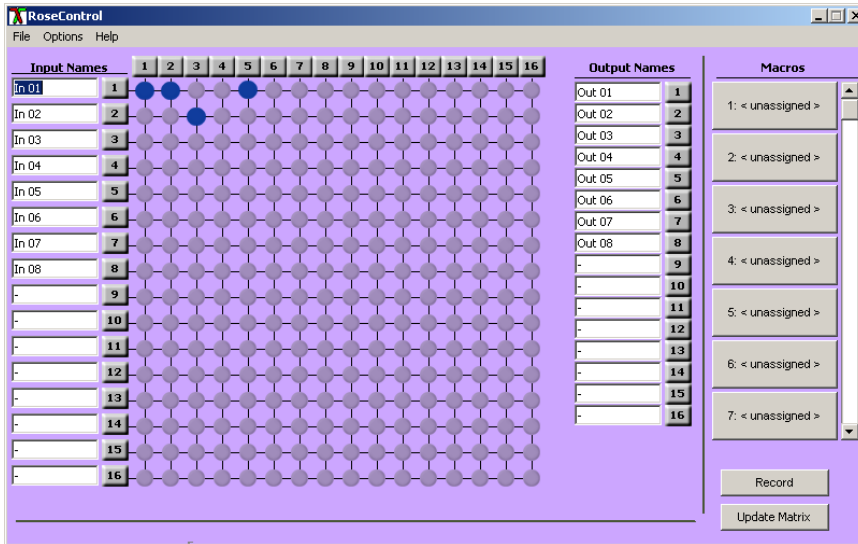 RoseControl
File Options Help
Input Names 1 2 3 4 5 6 7 8 9 10 11 12 13 14 15 16 Output Names Macros
In 01 1
In 02 2
In 03 3
In 04 4
In 05 5
In 06 6
In 07 7
In 08 8
- 9
- 10
- 11
- 12
- 13
- 14
- 15
- 16
Out 01 1
Out 02 2
Out 03 3
Out 04 4
Out 05 5
Out 06 6
Out 07 7
Out 08 8
- 9
- 10
- 11
- 12
- 13
- 14
- 15
- 16
1: < unassigned >
2: < unassigned >
3: < unassigned >
4: < unassigned >
5: < unassigned >
6: < unassigned >
7: < unassigned >
Record
Update Matrix